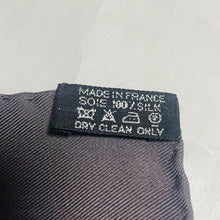 MADE IN FRANCE
SOIE 100% SILK
DRY CLEAN ONLY